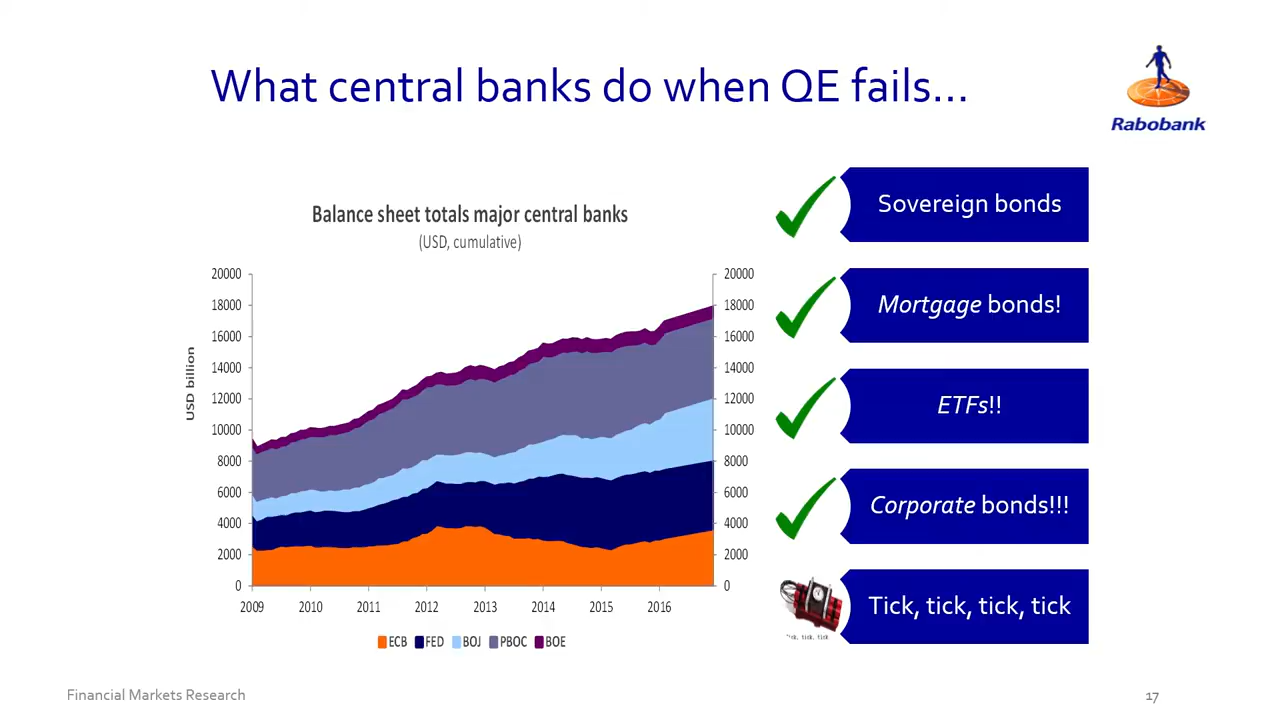 What central banks do when QE fails...
Rabobank
Balance sheet totals major central banks
(USD, cumulative)
USD billion
20000
18000
16000
14000
12000
10000
8000
6000
4000
2000
0
20000
18000
16000
14000
12000
10000
8000
6000
4000
2000
0
2009 2010 2011 2012 2013 2014 2015 2016
ECB FED BOJ PBOC BOE
Sovereign bonds
Mortgage bonds!
ETFs!!
Corporate bonds!!!
Tick, tick, tick, tick
Financial Markets Research
17